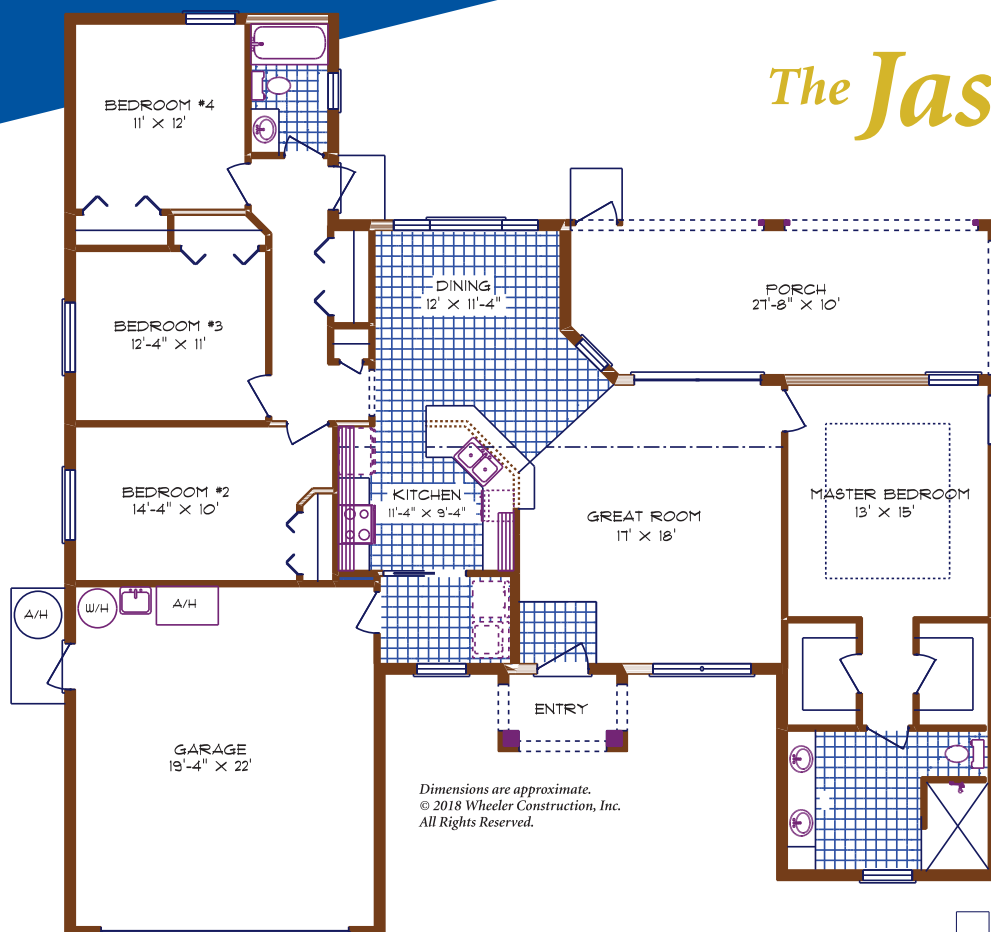 The Jas
BEDROOM #4
11' X 12'
DINING
12' X 11'-4"
PORCH
27'-8" X 10'
BEDROOM #3
12'-4" X 11'
BEDROOM #2
14'-4" X 10'
KITCHEN
11'-4" X 9'-4"
GREAT ROOM
17' X 18'
MASTER BEDROOM
13' X 15'
A/H
W/H
A/H
ENTRY
GARAGE
19'-4" X 22'
Dimensions are approximate.
© 2018 Wheeler Construction, Inc.
All Rights Reserved.